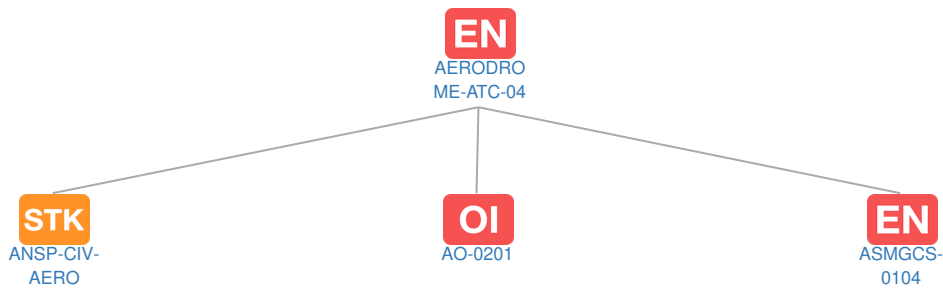 EN
AERODRO
ME-ATC-04
STK
ANSP-CIV-
AERO
OI
AO-0201
EN
ASMGCS-
0104